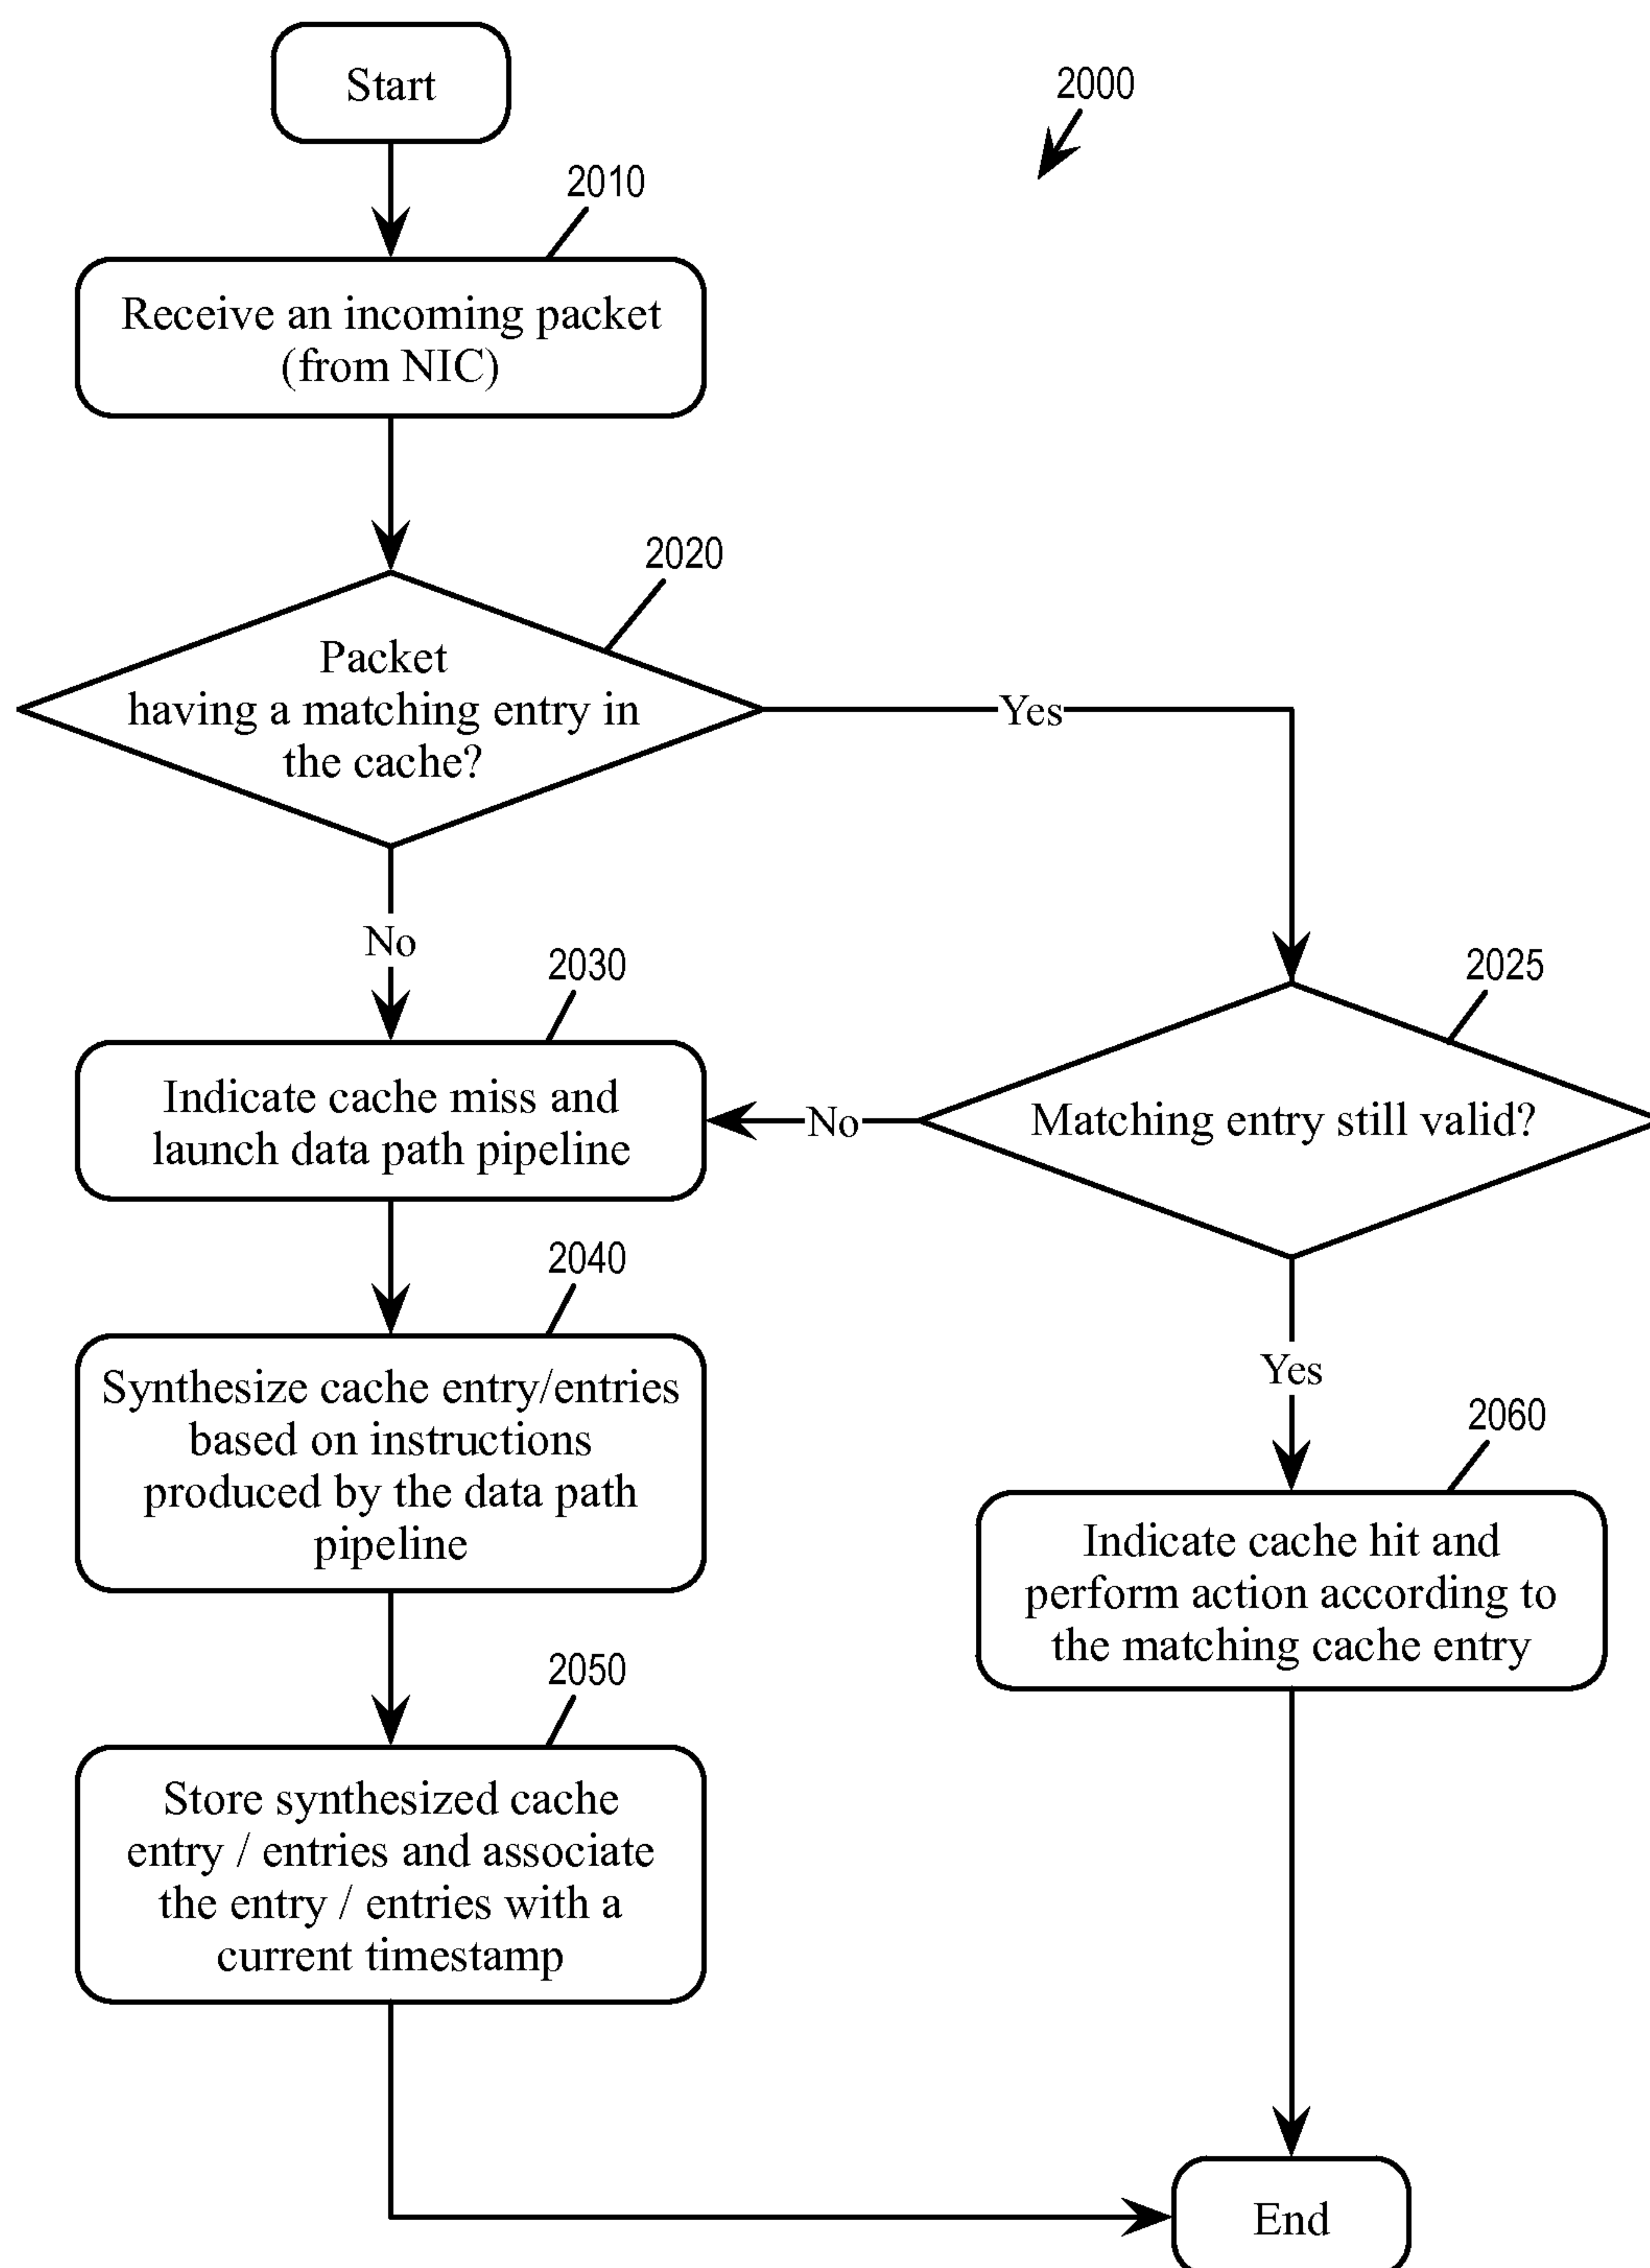 Start
2000
2010
Receive an incoming packet
(from NIC)
2020
Packet
having a matching entry in
the cache?
Yes
No
2030
2025
Indicate cache miss and
launch data path pipeline
No
Matching entry still valid?
2040
Synthesize cache entry/entries
based on instructions
produced by the data path
pipeline
Yes
2060
Indicate cache hit and
perform action according to
the matching cache entry
2050
Store synthesized cache
entry / entries and associate
the entry / entries with a
current timestamp
End